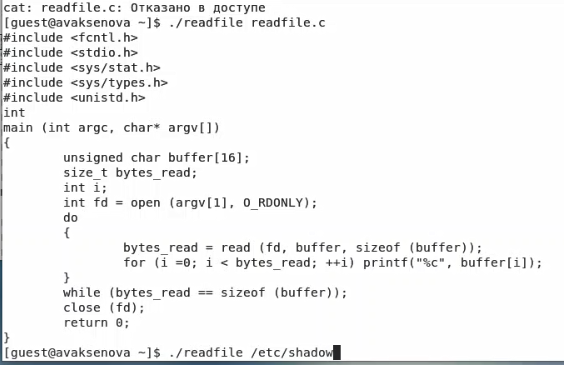 cat: readfile.c: Отказано в доступе
[guest@avaksenova ~]$ ./readfile readfile.c
#include <fcntl.h>
#include <stdio.h>
#include <sys/stat.h>
#include <sys/types.h>
#include <unistd.h>
int
main (int argc, char* argv[])
{
        unsigned char buffer[16];
        size_t bytes_read;
        int i;
        int fd = open (argv[1], O_RDONLY);
        do
        {
                bytes_read = read (fd, buffer, sizeof (buffer));
                for (i =0; i < bytes_read; ++i) printf("%c", buffer[i]);
        }
        while (bytes_read == sizeof (buffer));
        close (fd);
        return 0;
}
[guest@avaksenova ~]$ ./readfile /etc/shadow